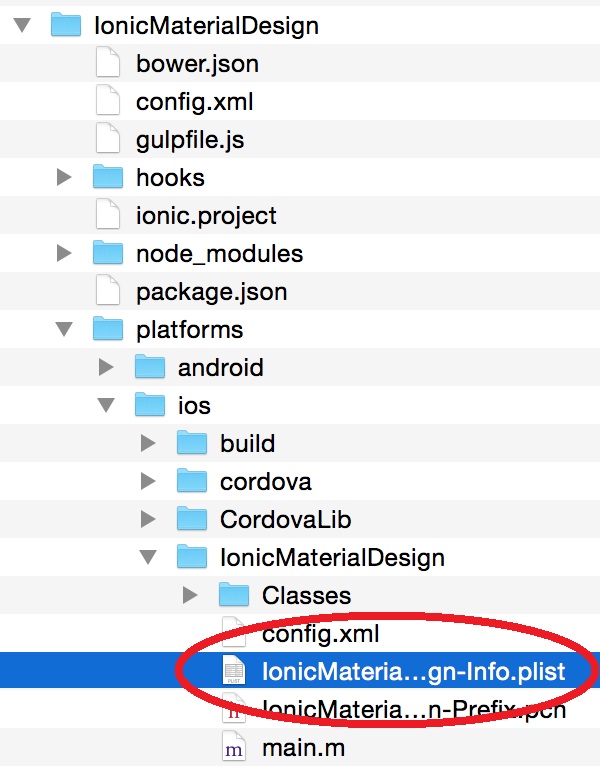 IonicMaterialDesign
bower.json
config.xml
gulpfile.js
hooks
ionic.project
node_modules
package.json
platforms
android
ios
build
cordova
CordovaLib
IonicMaterialDesign
Classes
config.xml
PLIST IonicMateria...gn-Info.plist
h IonicMateria...n-Prefix.pch
m main.m